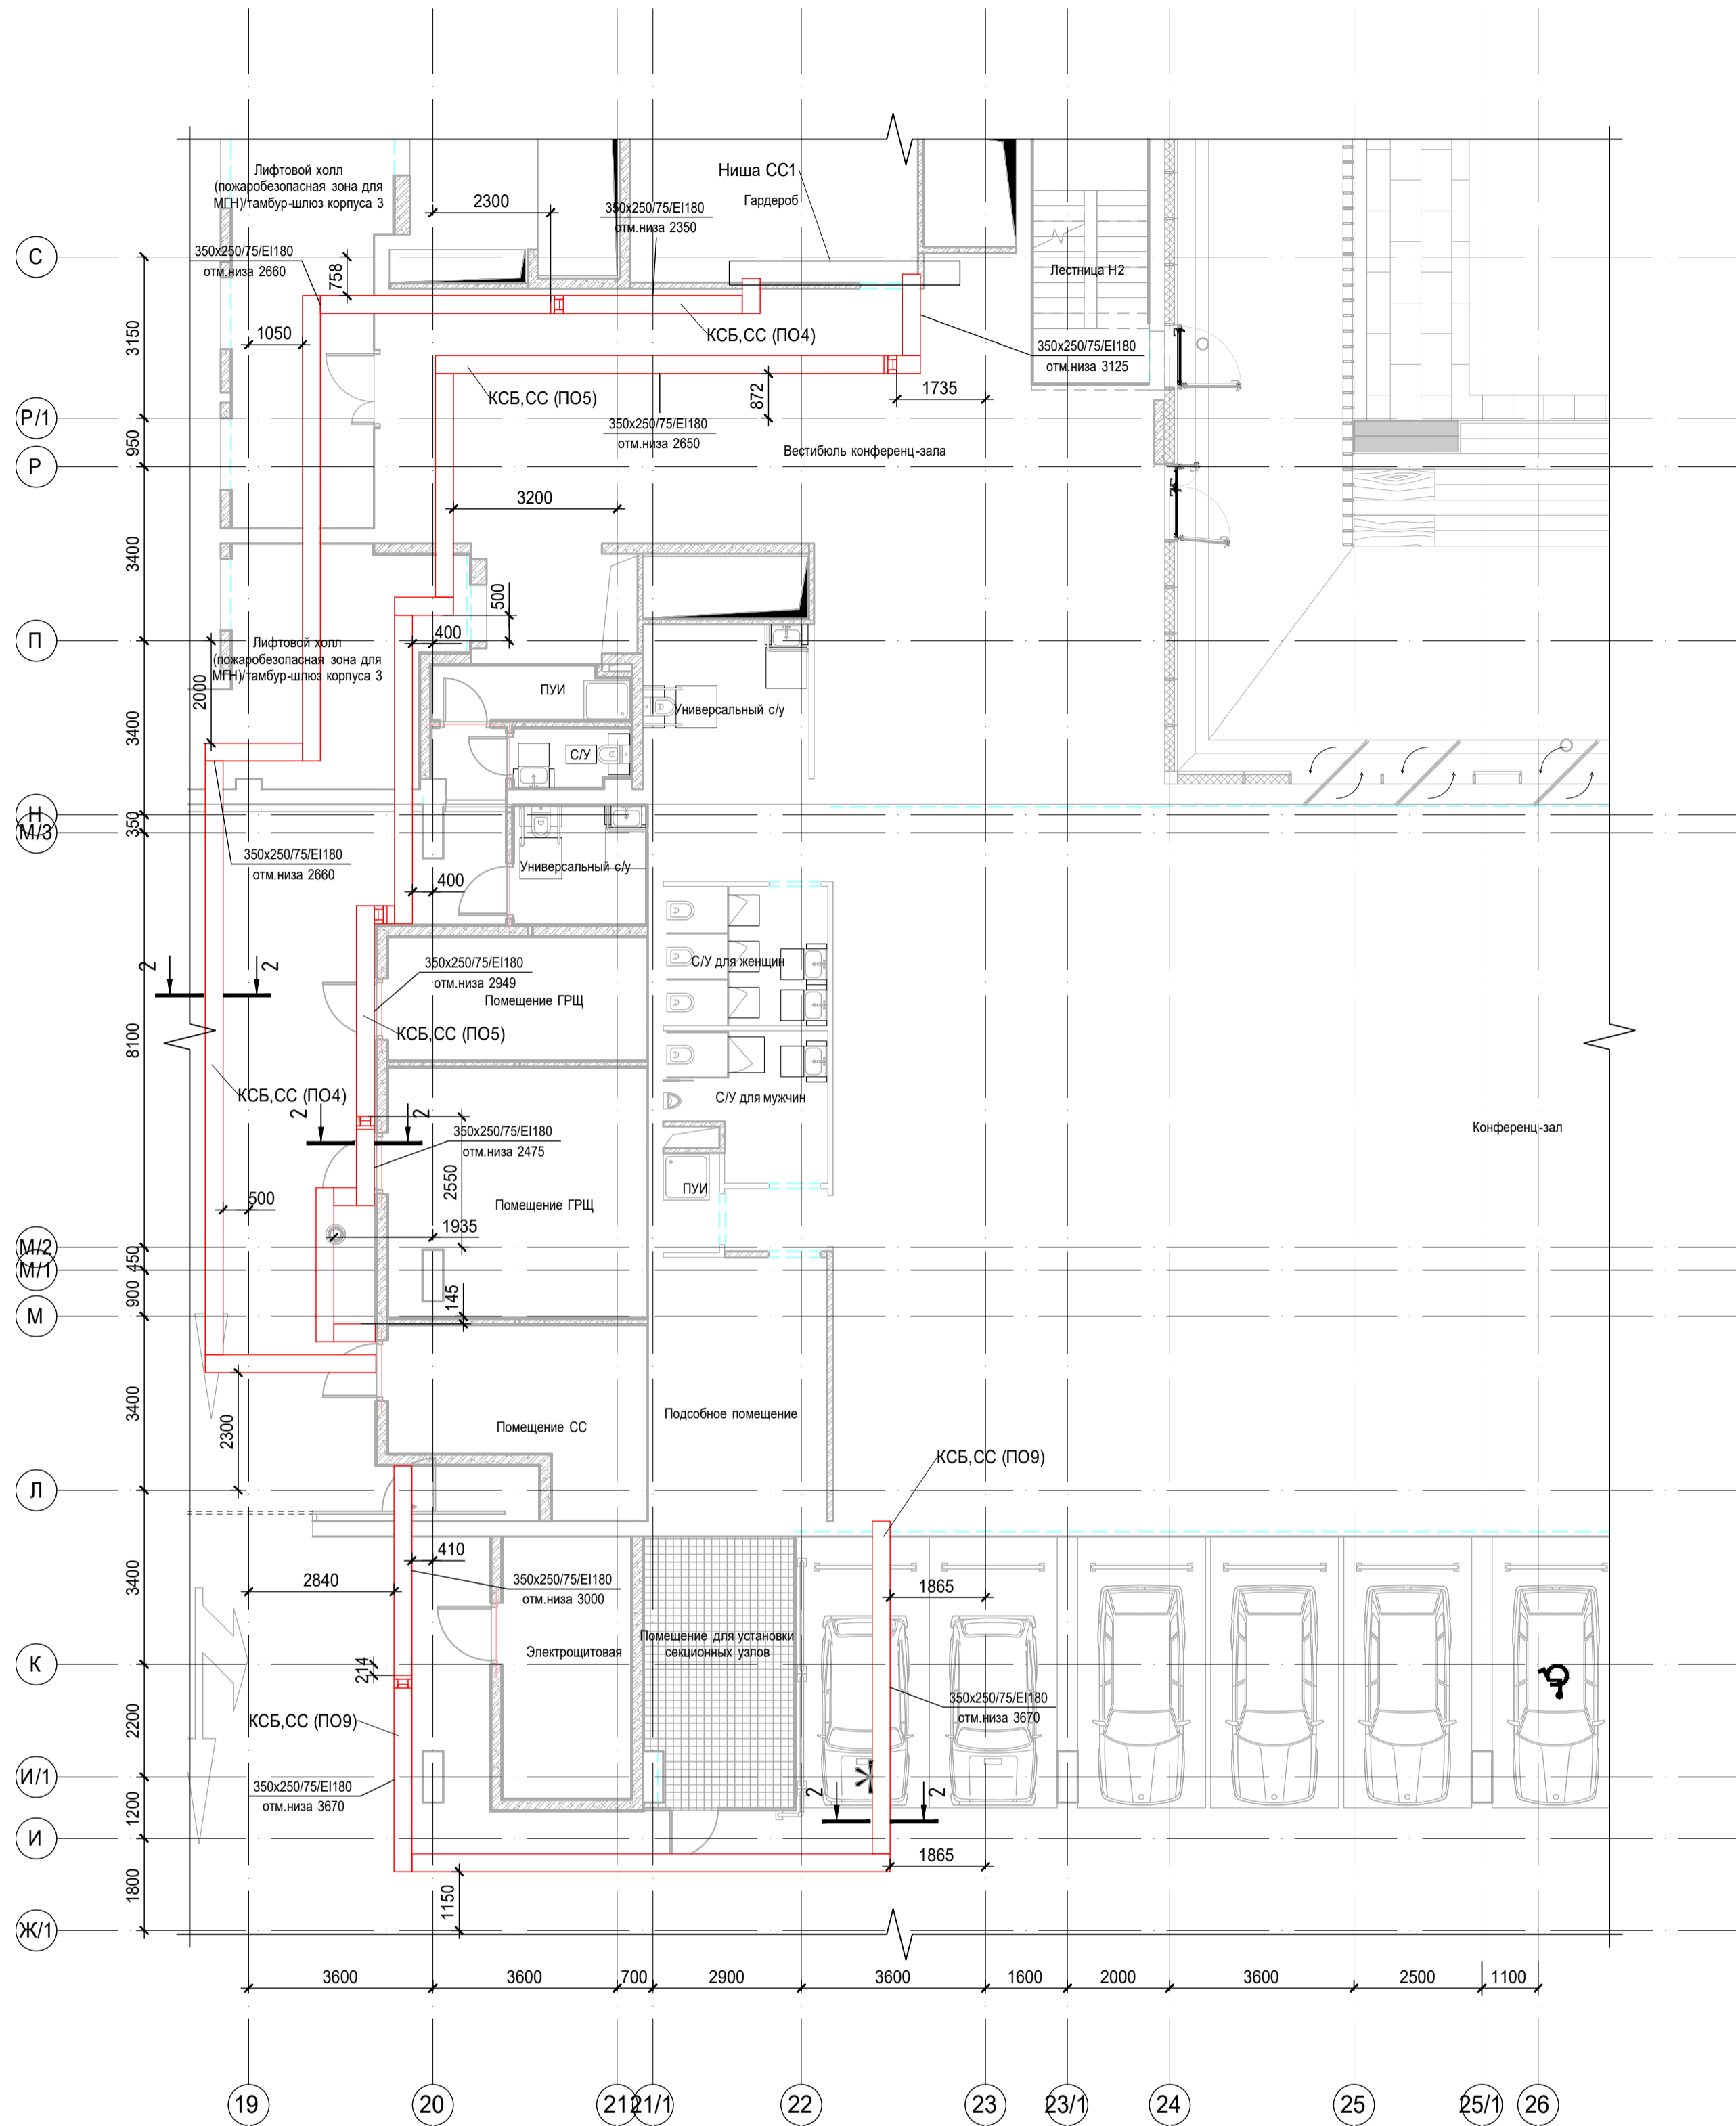 Лифтовой холл
(пожаробезопасная зона для
МГН)/тамбур-шлюз корпуса 3
2300
350x250/75/EI180
отм.низа 2350
Ниша СС1
Гардероб
С
350x250/75/EI180
отм.низа 2660
758
Лестница Н2
3150
1050
КСБ,СС (ПО4)
350x250/75/EI180
отм.низа 3125
КСБ,СС (ПО5)
872
1735
Р/1
350x250/75/EI180
отм.низа 2650
950
Вестибюль конференц-зала
Р
3200
3400
500
П
400
Лифтовой холл
(пожаробезопасная зона для
МГН)/тамбур-шлюз корпуса 3
2000
ПУИ
Универсальный с/у
3400
С/У
Н
350
М/3
350x250/75/EI180
отм.низа 2660
Универсальный с/у
400
2
2
350x250/75/EI180
отм.низа 2949
С/У для женщин
Помещение ГРЩ
8100
КСБ,СС (ПО5)
КСБ,СС (ПО4)
С/У для мужчин
2
2
350x250/75/EI180
отм.низа 2475
Конференц-зал
2550
500
ПУИ
Помещение ГРЩ
1935
М/2
450
М/1
900
145
М
3400
Подсобное помещение
Помещение СС
2300
КСБ,СС (ПО9)
Л
410
3400
2840
350x250/75/EI180
отм.низа 3000
1865
Помещение для установки
секционных узлов
Электрощитовая
К
214
350x250/75/EI180
отм.низа 3670
2200
КСБ,СС (ПО9)
И/1
350x250/75/EI180
отм.низа 3670
2
2
1200
И
1865
1800
1150
Ж/1
3600
3600
700
2900
3600
1600
2000
3600
2500
1100
19
20
21
21/1
22
23
23/1
24
25
25/1
26